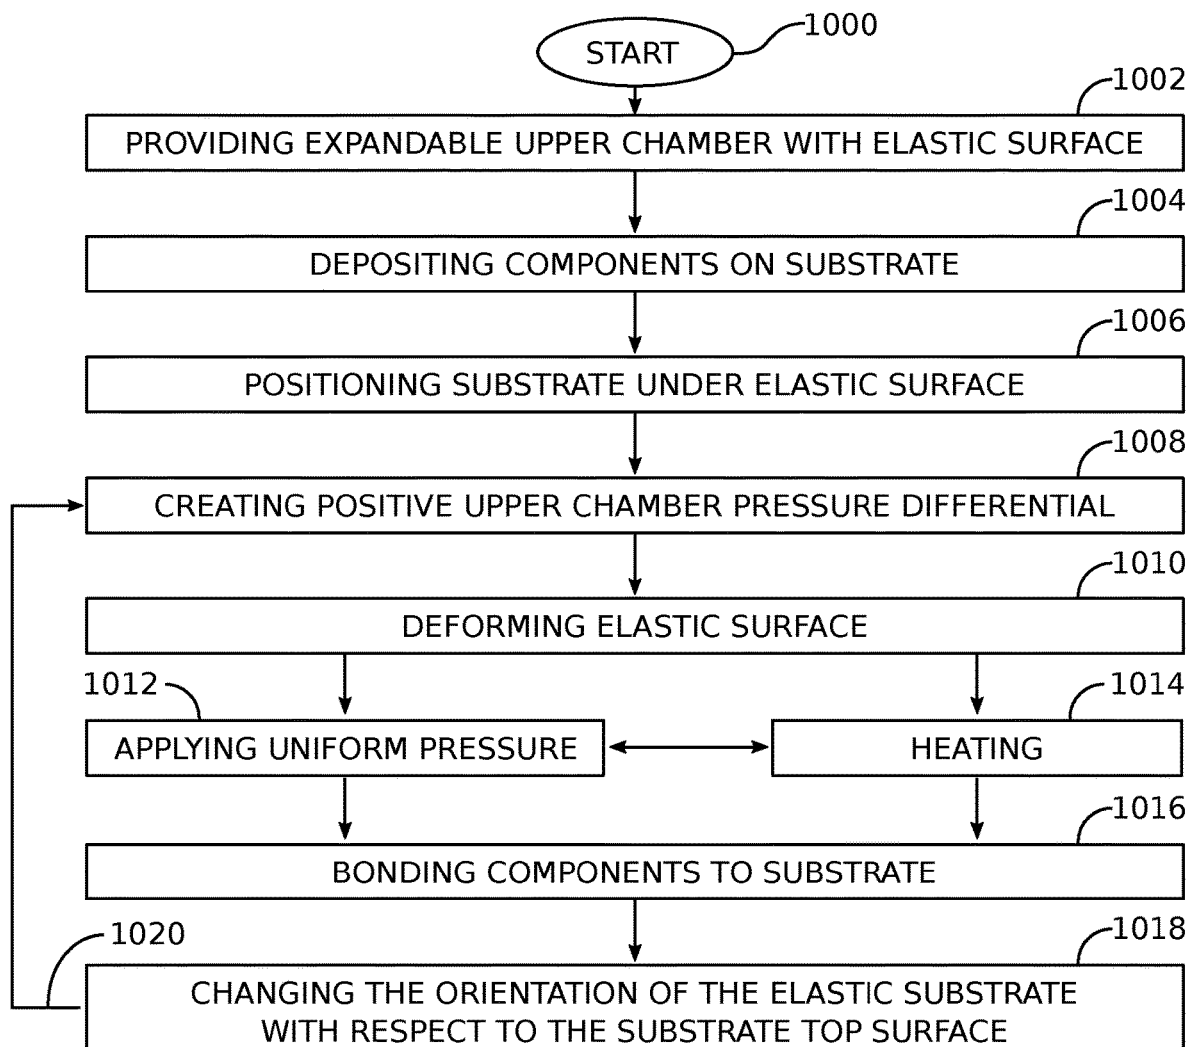 START
1000
1002
PROVIDING EXPANDABLE UPPER CHAMBER WITH ELASTIC SURFACE
1004
DEPOSITING COMPONENTS ON SUBSTRATE
1006
POSITIONING SUBSTRATE UNDER ELASTIC SURFACE
1008
CREATING POSITIVE UPPER CHAMBER PRESSURE DIFFERENTIAL
1010
DEFORMING ELASTIC SURFACE
1012
1014
APPLYING UNIFORM PRESSURE
HEATING
1016
BONDING COMPONENTS TO SUBSTRATE
1020
1018
CHANGING THE ORIENTATION OF THE ELASTIC SUBSTRATE
WITH RESPECT TO THE SUBSTRATE TOP SURFACE